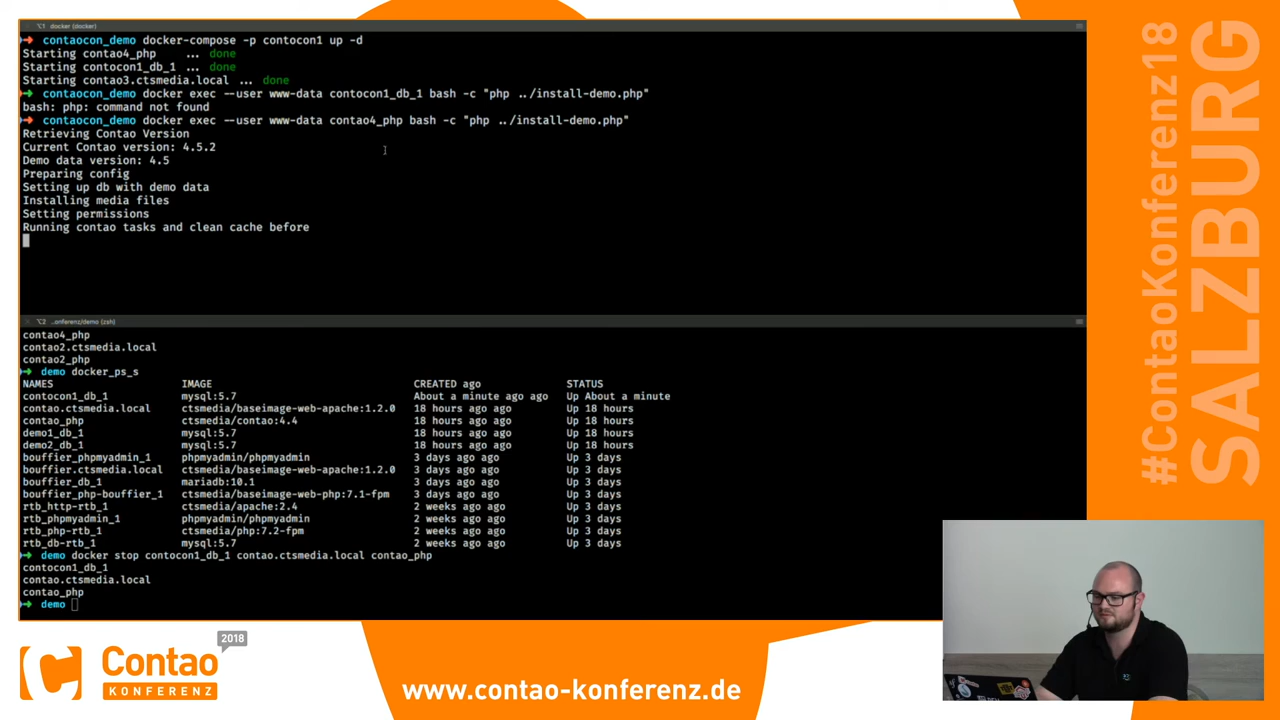 docker (docker)
contaocon_demo docker-compose -p contocon1 up -d
Starting contao4_php ... done
Starting contocon1_db_1 ... done
Starting contao3.ctsmedia.local ... done
contaocon_demo docker exec --user www-data contocon1_db_1 bash -c "php ../install-demo.php"
bash: php: command not found
contaocon_demo docker exec --user www-data contao4_php bash -c "php ../install-demo.php"
Retrieving Contao Version
Current Contao version: 4.5.2
Demo data version: 4.5
Preparing config
Setting up db with demo data
Installing media files
Setting permissions
Running contao tasks and clean cache before
..onferenz/demo (zsh)
contao4_php
contao2.ctsmedia.local
contao2_php
demo docker_ps_s
NAMES IMAGE CREATED ago STATUS
contocon1_db_1 mysql:5.7 About a minute ago ago Up About a minute
contao.ctsmedia.local ctsmedia/baseimage-web-apache:1.2.0 18 hours ago ago Up 18 hours
contao_php ctsmedia/contao:4.4 18 hours ago ago Up 18 hours
demo1_db_1 mysql:5.7 18 hours ago ago Up 18 hours
demo2_db_1 mysql:5.7 18 hours ago ago Up 18 hours
bouffier_phpmyadmin_1 phpmyadmin/phpmyadmin 3 days ago ago Up 3 days
bouffier.ctsmedia.local ctsmedia/baseimage-web-apache:1.2.0 3 days ago ago Up 3 days
bouffier_db_1 mariadb:10.1 3 days ago ago Up 3 days
bouffier_php-bouffier_1 ctsmedia/baseimage-web-php:7.1-fpm 3 days ago ago Up 3 days
rtb_http-rtb_1 ctsmedia/apache:2.4 2 weeks ago ago Up 3 days
rtb_phpmyadmin_1 phpmyadmin/phpmyadmin 2 weeks ago ago Up 3 days
rtb_php-rtb_1 ctsmedia/php:7.2-fpm 2 weeks ago ago Up 3 days
rtb_db-rtb_1 mysql:5.7 2 weeks ago ago Up 3 days
demo docker stop contocon1_db_1 contao.ctsmedia.local contao_php
contocon1_db_1
contao.ctsmedia.local
contao_php
demo
#ContaoKonferenz18
SALZBURG
2018
Contao
KONFERENZ
www.contao-konferenz.de